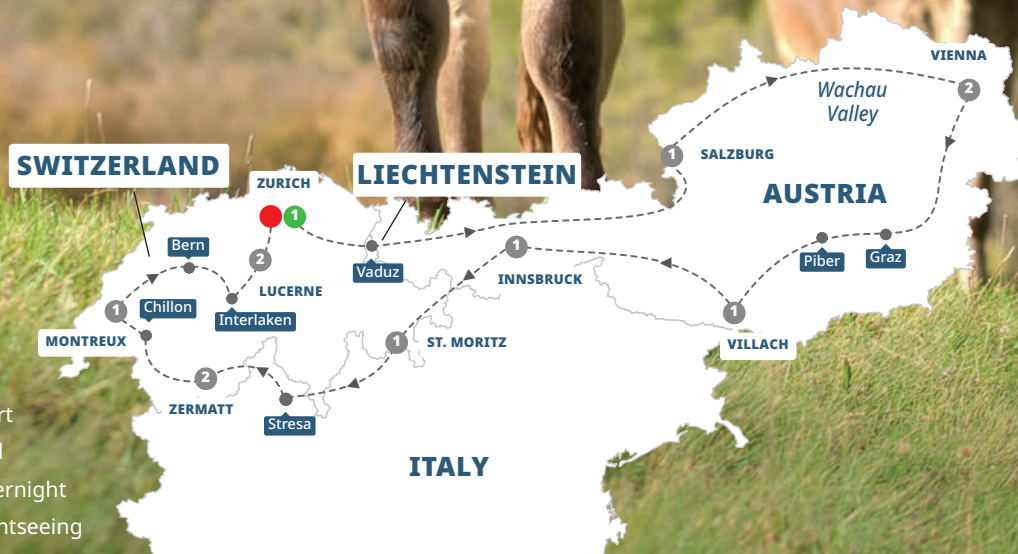 VIENNA
2
Wachau
Valley
1
SALZBURG
SWITZERLAND
LIECHTENSTEIN
ZURICH
AUSTRIA
1
Bern
Vaduz
1
Piber
Graz
2
LUCERNE
INNSBRUCK
Chillon
1
Interlaken
1
MONTREUX
1
ST. MORITZ
VILLACH
2
ZERMATT
Stresa
ITALY
ntseeing